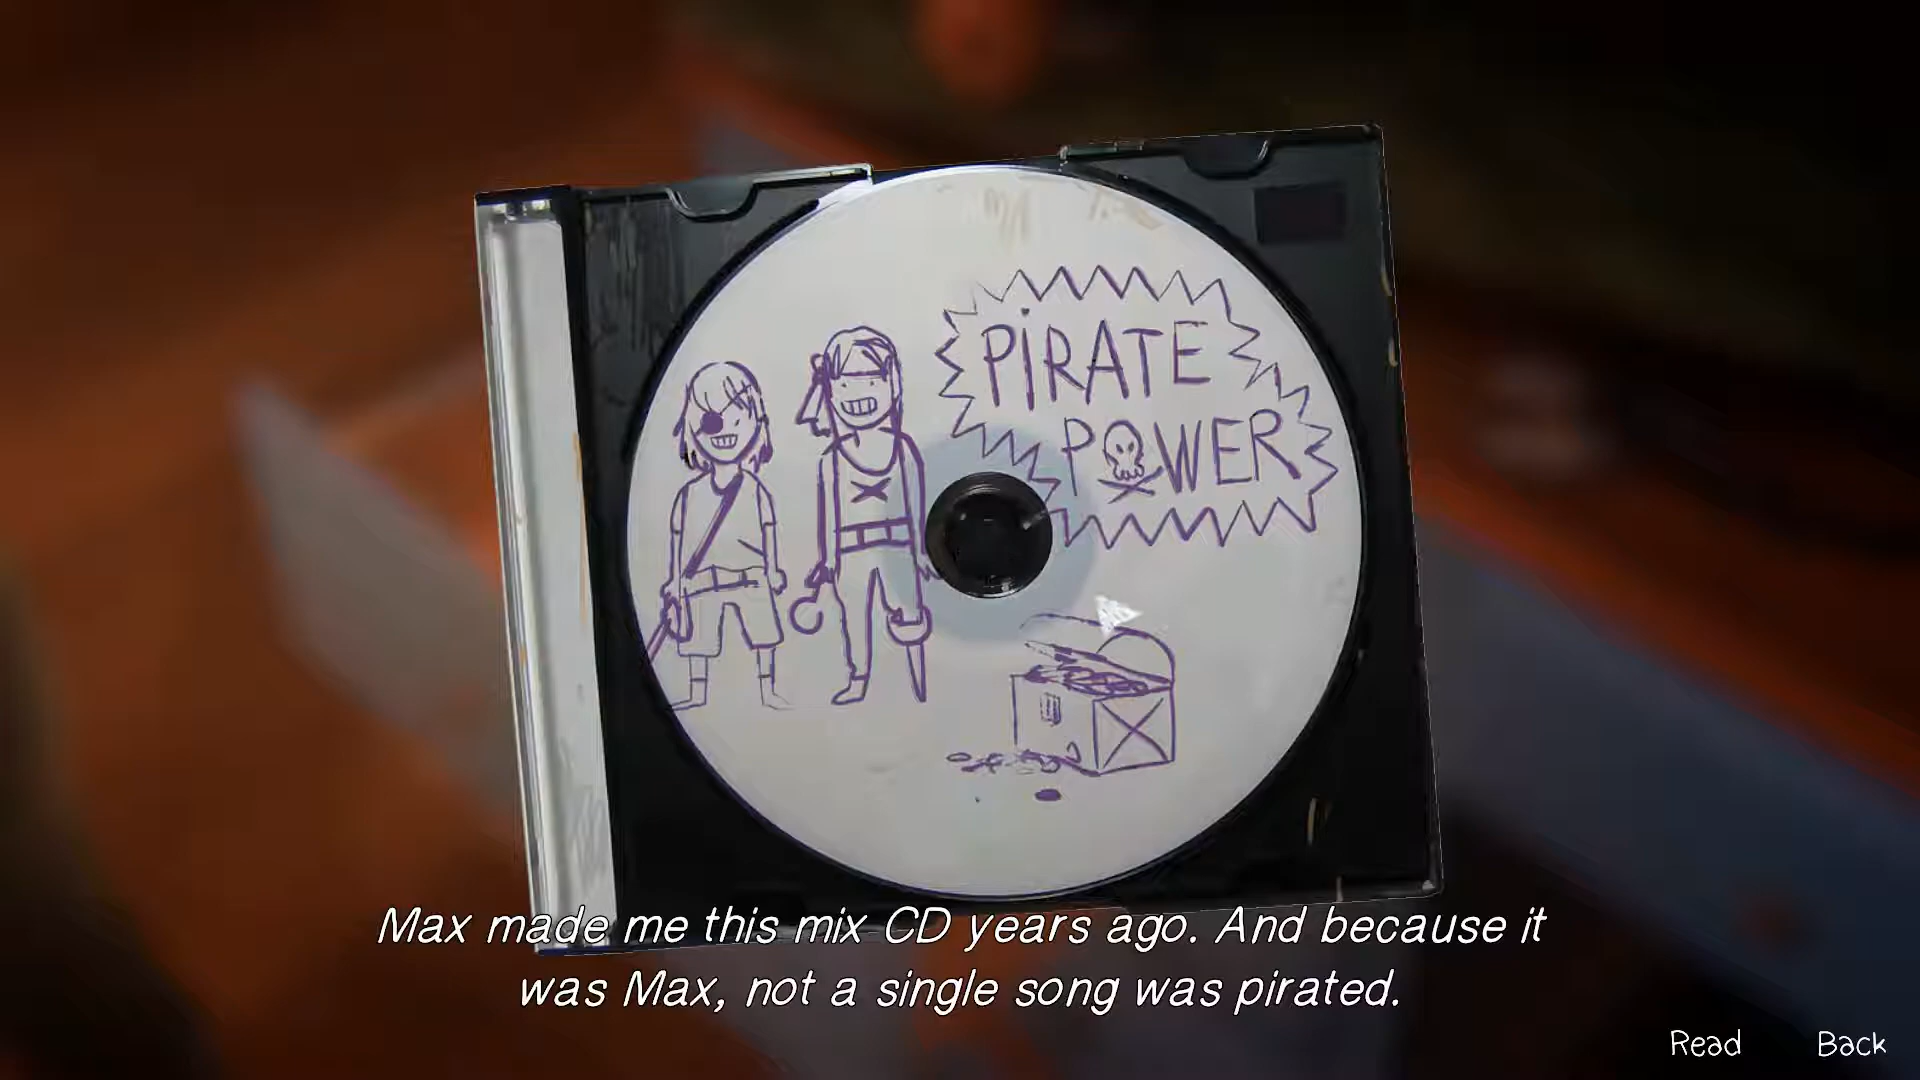 PiRATE
POWER
Max made me this mix CD years ago. And because it
was Max, not a single song was pirated.
Read Back